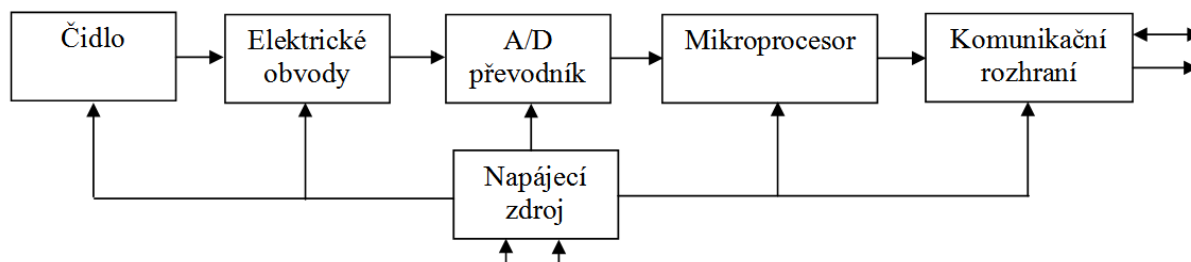 Čidlo
Elektrické
obvody
A/D
převodník
Mikroprocesor
Komunikační
rozhraní
Napájecí
zdroj